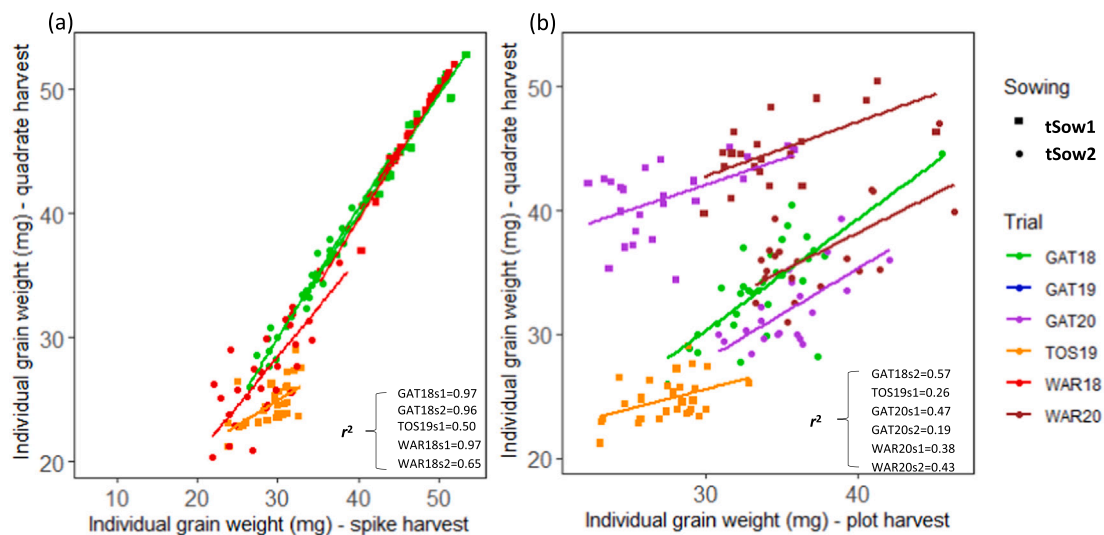 (a)
Individual grain weight (mg) - quadrate harvest
50
40
30
20
10
20
30
40
50
Individual grain weight (mg) - spike harvest
r²
GAT18s1=0.97
GAT18s2=0.96
TOS19s1=0.50
WAR18s1=0.97
WAR18s2=0.65
(b)
Individual grain weight (mg) - quadrate harvest
50
40
30
20
30
40
Individual grain weight (mg) - plot harvest
r²
GAT18s2=0.57
TOS19s1=0.26
GAT20s1=0.47
GAT20s2=0.19
WAR20s1=0.38
WAR20s2=0.43
Sowing
tSow1
tSow2
Trial
GAT18
GAT19
GAT20
TOS19
WAR18
WAR20